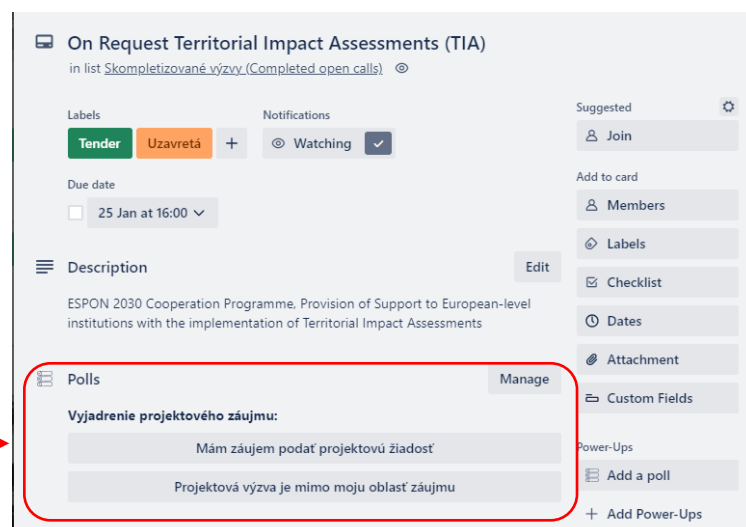 On Request Territorial Impact Assessments (TIA)
in list Skompletizované výzvy (Completed open calls)
Labels
Notifications
Tender
Uzavretá
+
Watching
Due date
25 Jan at 16:00
Description
Edit
ESPON 2030 Cooperation Programme, Provision of Support to European-level
institutions with the implementation of Territorial Impact Assessments
Polls
Manage
Vyjadrenie projektového záujmu:
Mám záujem podať projektovú žiadosť
Projektová výzva je mimo moju oblasť záujmu
Suggested
Join
Add to card
Members
Labels
Checklist
Dates
Attachment
Custom Fields
Power-Ups
Add a poll
+ Add Power-Ups